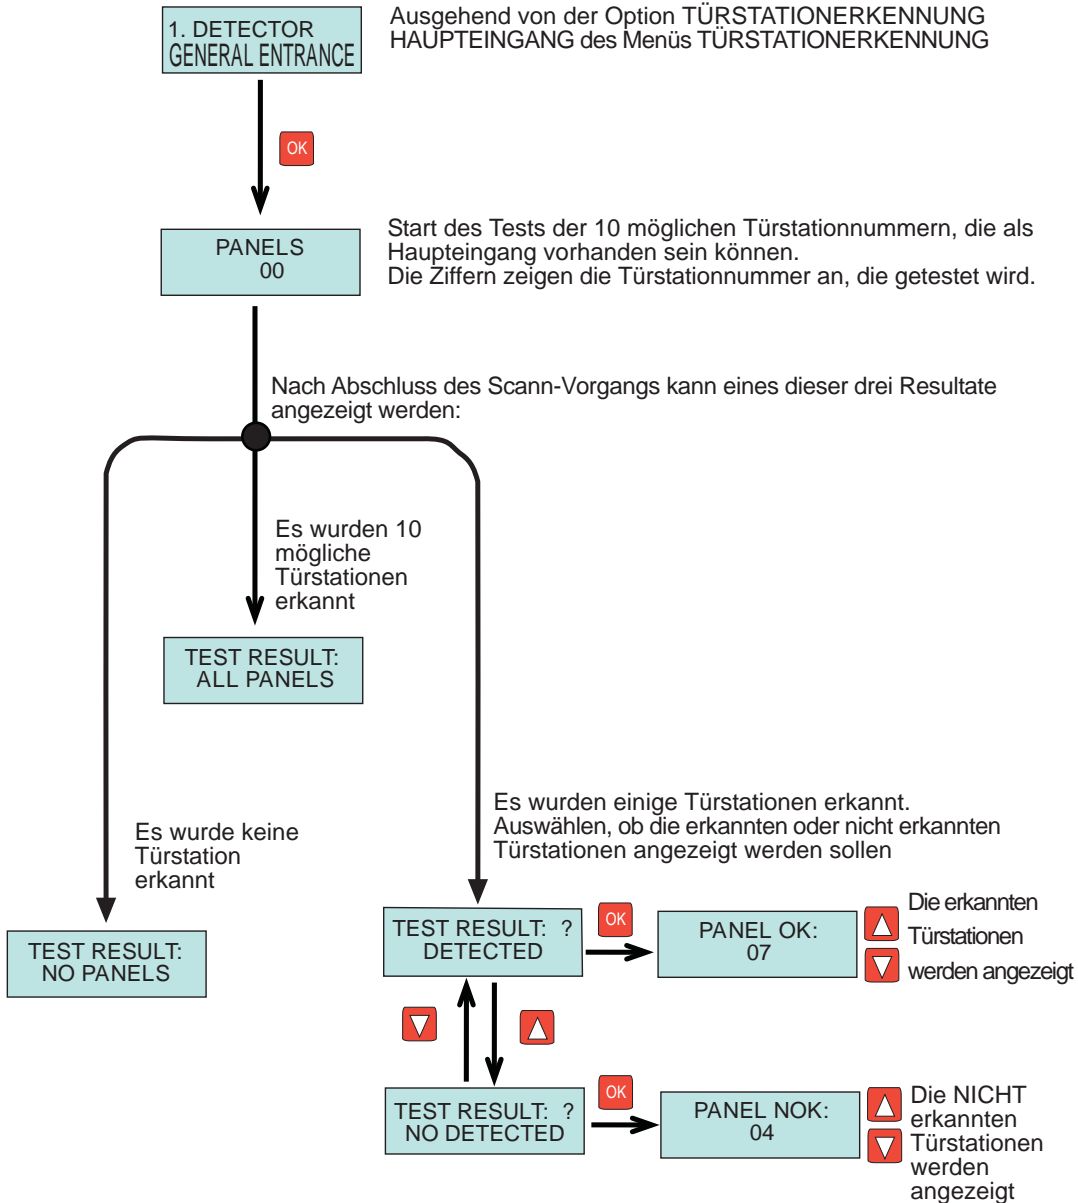 1. DETECTOR
GENERAL ENTRANCE
Ausgehend von der Option TÜRSTATIONERKENNUNG
HAUPTEINGANG des Menüs TÜRSTATIONERKENNUNG
OK
PANELS
00
Start des Tests der 10 möglichen Türstationnummern, die als
Haupteingang vorhanden sein können.
Die Ziffern zeigen die Türstationnummer an, die getestet wird.
Nach Abschluss des Scann-Vorgangs kann eines dieser drei Resultate
angezeigt werden:
Es wurden 10
mögliche
Türstationen
erkannt
TEST RESULT:
ALL PANELS
Es wurde keine
Türstation
erkannt
TEST RESULT:
NO PANELS
Es wurden einige Türstationen erkannt.
Auswählen, ob die erkannten oder nicht erkannten
Türstationen angezeigt werden sollen
TEST RESULT: ?
DETECTED
OK
PANEL OK:
07
Die erkannten
Türstationen
werden angezeigt
TEST RESULT: ?
NO DETECTED
OK
PANEL NOK:
04
Die NICHT
erkannten
Türstationen
werden
angezeigt